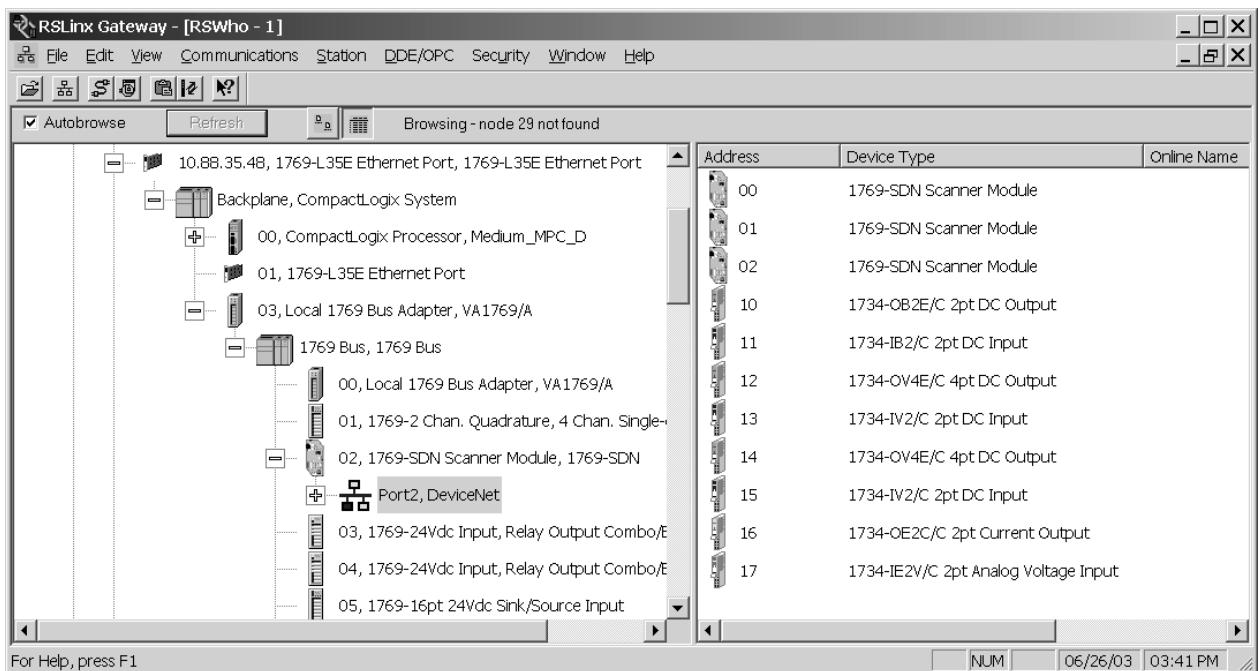 RSLinx Gateway - [RSWho - 1]
File Edit View Communications Station DDE/OPC Security Window Help
Autobrowse Refresh Browsing - node 29 not found
10.88.35.48, 1769-L35E Ethernet Port, 1769-L35E Ethernet Port
Backplane, CompactLogix System
00, CompactLogix Processor, Medium_MPC_D
01, 1769-L35E Ethernet Port
03, Local 1769 Bus Adapter, VA1769/A
1769 Bus, 1769 Bus
00, Local 1769 Bus Adapter, VA1769/A
01, 1769-2 Chan. Quadrature, 4 Chan. Single-
02, 1769-SDN Scanner Module, 1769-SDN
Port2, DeviceNet
03, 1769-24Vdc Input, Relay Output Combo/E
04, 1769-24Vdc Input, Relay Output Combo/E
05, 1769-16pt 24Vdc Sink/Source Input
Address Device Type Online Name
00 1769-SDN Scanner Module
01 1769-SDN Scanner Module
02 1769-SDN Scanner Module
10 1734-OB2E/C 2pt DC Output
11 1734-IB2/C 2pt DC Input
12 1734-OV4E/C 4pt DC Output
13 1734-IV2/C 2pt DC Input
14 1734-OV4E/C 4pt DC Output
15 1734-IV2/C 2pt DC Input
16 1734-OE2C/C 2pt Current Output
17 1734-IE2V/C 2pt Analog Voltage Input
For Help, press F1 NUM 06/26/03 03:41 PM